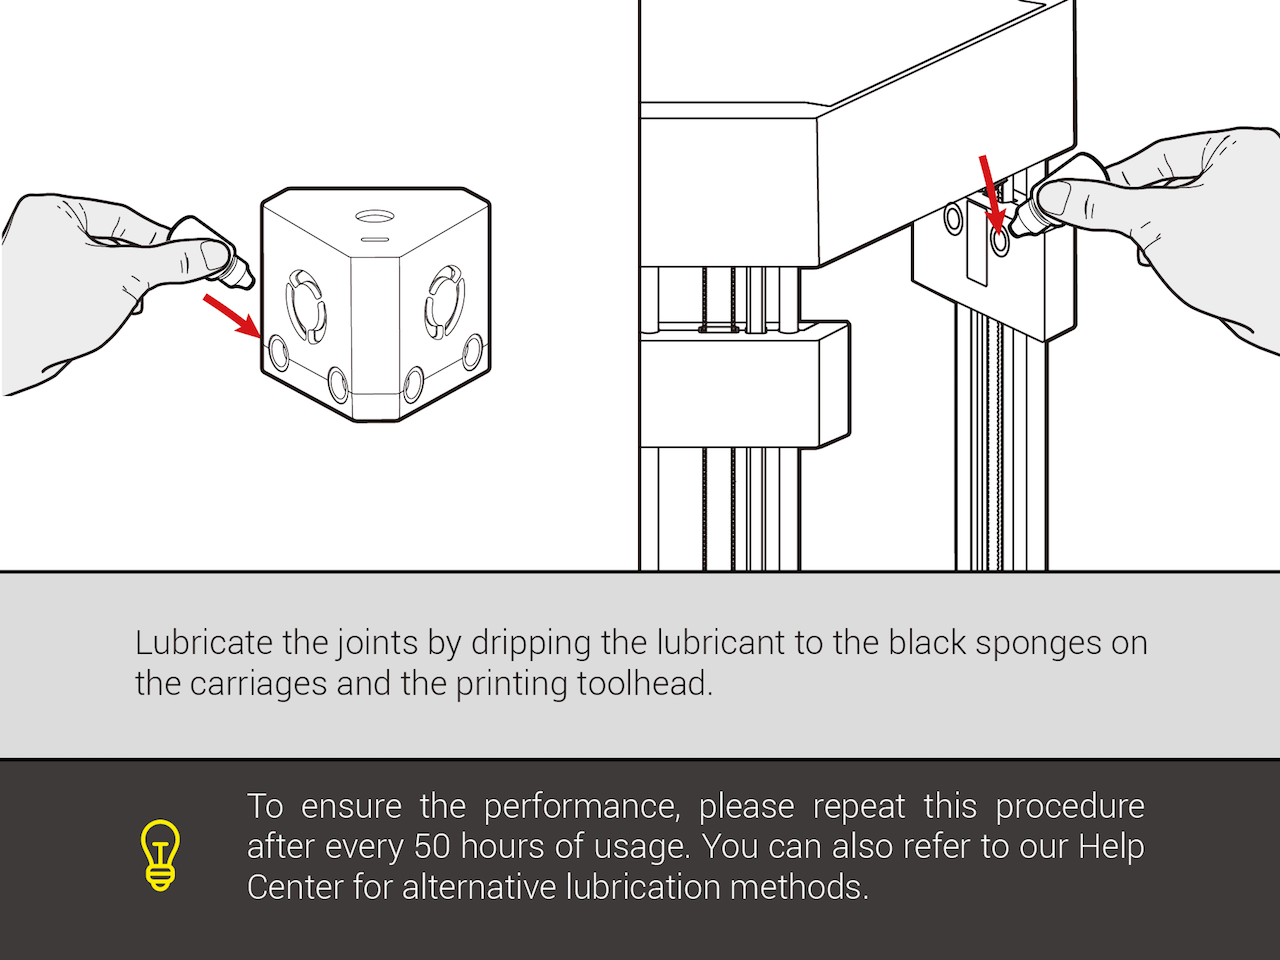 Lubricate the joints by dripping the lubricant to the black sponges on
the carriages and the printing toolhead.
To ensure the performance, please repeat this procedure
after every 50 hours of usage. You can also refer to our Help
Center for alternative lubrication methods.